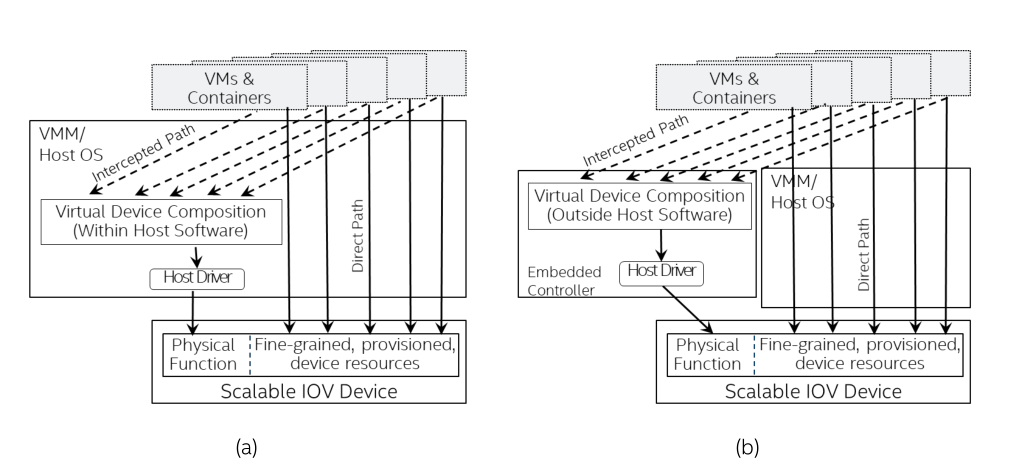 VMs &
Containers
VMM/
Host OS
Intercepted Path
Virtual Device Composition
(Within Host Software)
Direct Path
Host Driver
Physical
Function
Fine-grained, provisioned,
device resources
Scalable IOV Device
(a)
VMs &
Containers
Intercepted Path
VMM/
Host OS
Virtual Device Composition
(Outside Host Software)
Direct Path
Embedded
Controller
Host Driver
Physical
Function
Fine-grained, provisioned,
device resources
Scalable IOV Device
(b)